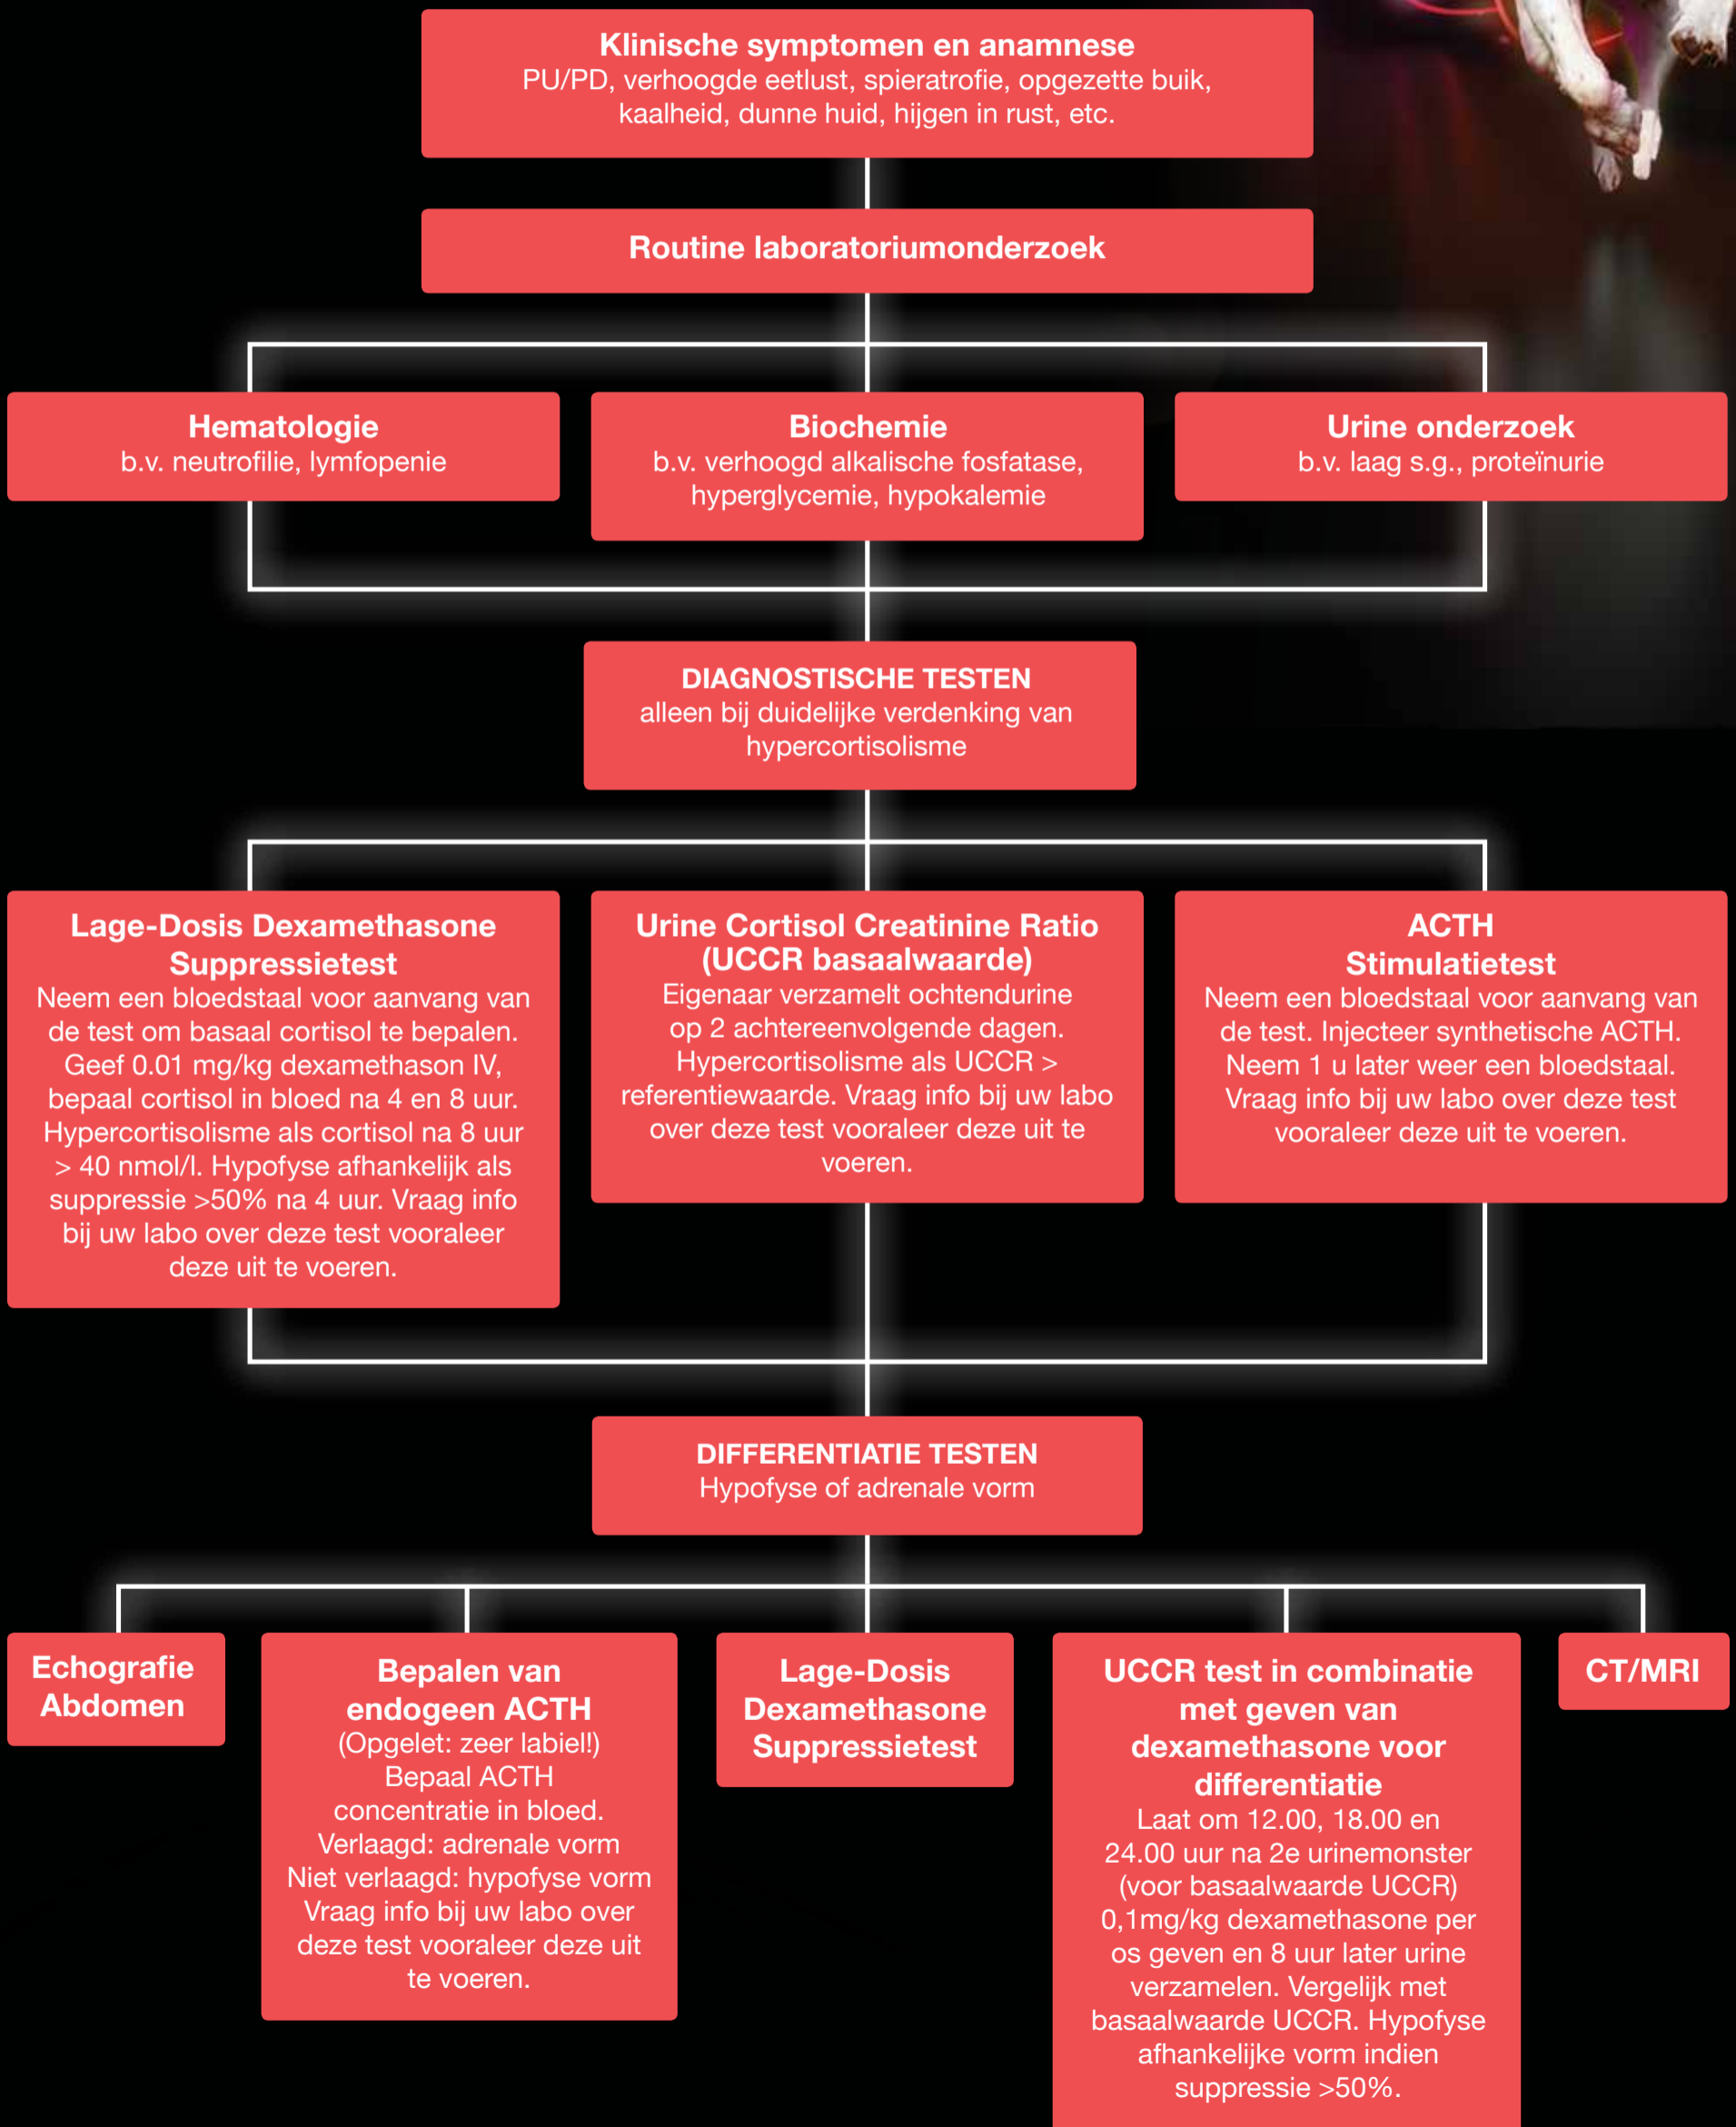 Klinische symptomen en anamnese
PU/PD, verhoogde eetlust, spieratrofie, opgezette buik,
kaalheid, dunne huid, hijgen in rust, etc.
Routine laboratoriumonderzoek
Hematologie
b.v. neutrofilie, lymfopenie
Biochemie
b.v. verhoogd alkalische fosfatase,
hyperglycemie, hypokalemie
Urine onderzoek
b.v. laag s.g., proteïnurie
DIAGNOSTISCHE TESTEN
alleen bij duidelijke verdenking van
hypercortisolisme
Lage-Dosis Dexamethasone
Suppressietest
Neem een bloedstaal voor aanvang van
de test om basaal cortisol te bepalen.
Geef 0.01 mg/kg dexamethason IV,
bepaal cortisol in bloed na 4 en 8 uur.
Hypercortisolisme als cortisol na 8 uur
> 40 nmol/l. Hypofyse afhankelijk als
suppressie >50% na 4 uur. Vraag info
bij uw labo over deze test vooraleer
deze uit te voeren.
Urine Cortisol Creatinine Ratio
(UCCR basaalwaarde)
Eigenaar verzamelt ochtendurine
op 2 achtereenvolgende dagen.
Hypercortisolisme als UCCR >
referentiewaarde. Vraag info bij uw labo
over deze test vooraleer deze uit te
voeren.
ACTH
Stimulatietest
Neem een bloedstaal voor aanvang van
de test. Injecteer synthetische ACTH.
Neem 1 u later weer een bloedstaal.
Vraag info bij uw labo over deze test
vooraleer deze uit te voeren.
DIFFERENTIATIE TESTEN
Hypofyse of adrenale vorm
Echografie
Abdomen
Bepalen van
endogeen ACTH
(Opgelet: zeer labiel!)
Bepaal ACTH
concentratie in bloed.
Verlaagd: adrenale vorm
Niet verlaagd: hypofyse vorm
Vraag info bij uw labo over
deze test vooraleer deze uit
te voeren.
Lage-Dosis
Dexamethasone
Suppressietest
UCCR test in combinatie
met geven van
dexamethasone voor
differentiatie
Laat om 12.00, 18.00 en
24.00 uur na 2e urinemonster
(voor basaalwaarde UCCR)
0,1mg/kg dexamethasone per
os geven en 8 uur later urine
verzamelen. Vergelijk met
basaalwaarde UCCR. Hypofyse
afhankelijke vorm indien
suppressie >50%.
CT/MRI